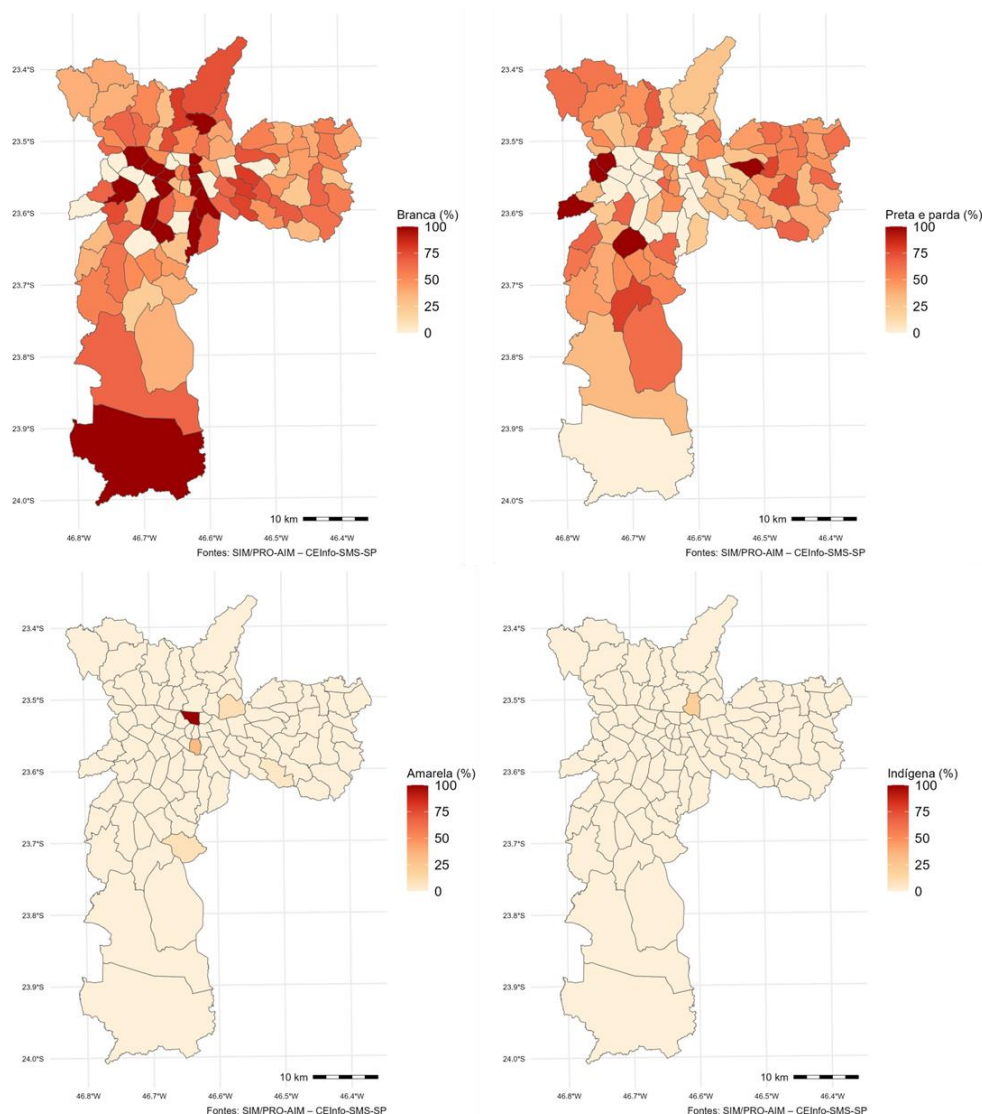 23.4°S
23.5°S
23.6°S
23.7°S
23.8°S
23.9°S
24.0°S
46.8°W 46.7°W 46.6°W 46.5°W 46.4°W
Branca (%)
100
75
50
25
0
10 km
Fontes: SIM/PRO-AIM – CEInfo-SMS-SP
23.4°S
23.5°S
23.6°S
23.7°S
23.8°S
23.9°S
24.0°S
46.8°W 46.7°W 46.6°W 46.5°W 46.4°W
Preta e parda (%)
100
75
50
25
0
10 km
Fontes: SIM/PRO-AIM – CEInfo-SMS-SP
23.4°S
23.5°S
23.6°S
23.7°S
23.8°S
23.9°S
24.0°S
46.8°W 46.7°W 46.6°W 46.5°W 46.4°W
Amarela (%)
100
75
50
25
0
10 km
Fontes: SIM/PRO-AIM – CEInfo-SMS-SP
23.4°S
23.5°S
23.6°S
23.7°S
23.8°S
23.9°S
24.0°S
46.8°W 46.7°W 46.6°W 46.5°W 46.4°W
Indígena (%)
100
75
50
25
0
10 km
Fontes: SIM/PRO-AIM – CEInfo-SMS-SP